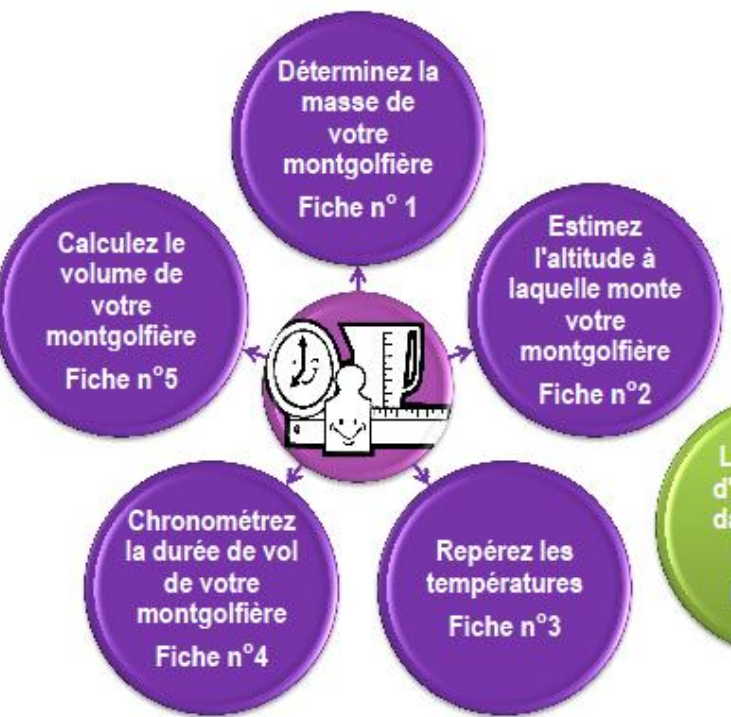 Déterminez la
masse de
votre
montgolfière
Fiche n° 1
Estimez
l'altitude à
laquelle monte
votre
montgolfière
Fiche n°2
Repérez les
températures
Fiche n°3
Chronométrez
la durée de vol
de votre
montgolfière
Fiche n°4
Calculez le
volume de
votre
montgolfière
Fiche n°5